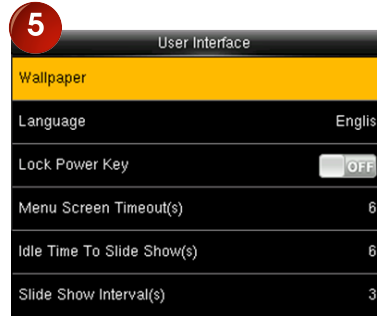 5
User Interface
Wallpaper
Language Englis
Lock Power Key OFF
Menu Screen Timeout(s) 6
Idle Time To Slide Show(s) 6
Slide Show Interval(s) 3